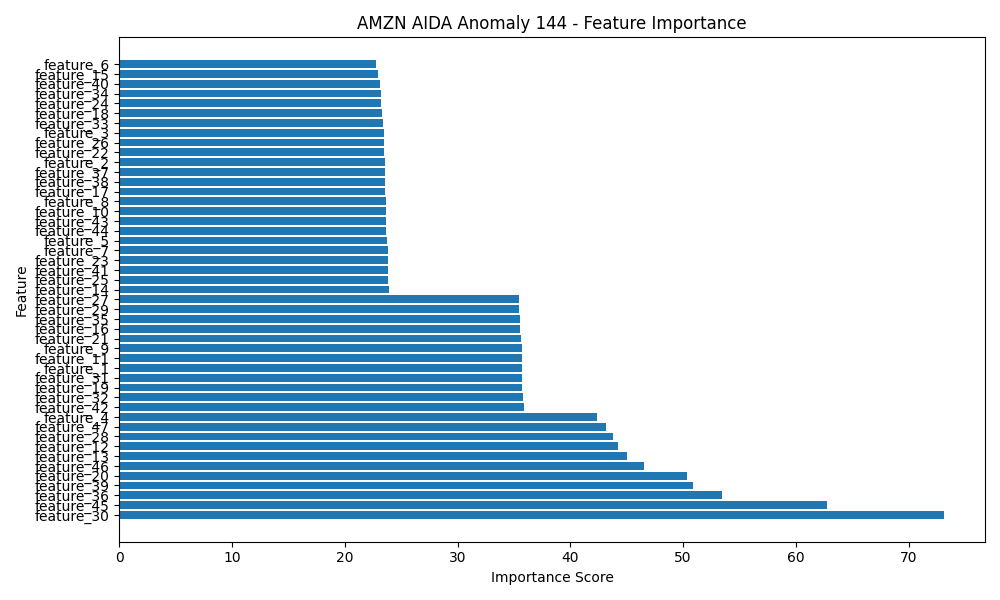 AMZN AIDA Anomaly 144 - Feature Importance
feature_6
feature_15
feature_40
feature_34
feature_24
feature_18
feature_33
feature_3
feature_26
feature_22
feature_2
feature_37
feature_38
feature_17
feature_8
feature_10
feature_43
feature_44
feature_5
feature_7
feature_23
feature_41
feature_25
feature_14
feature_27
feature_29
feature_35
feature_16
feature_21
feature_9
feature_11
feature_1
feature_31
feature_19
feature_32
feature_42
feature_4
feature_47
feature_28
feature_12
feature_13
feature_46
feature_20
feature_39
feature_36
feature_45
feature_30
Feature
0 10 20 30 40 50 60 70
Importance Score